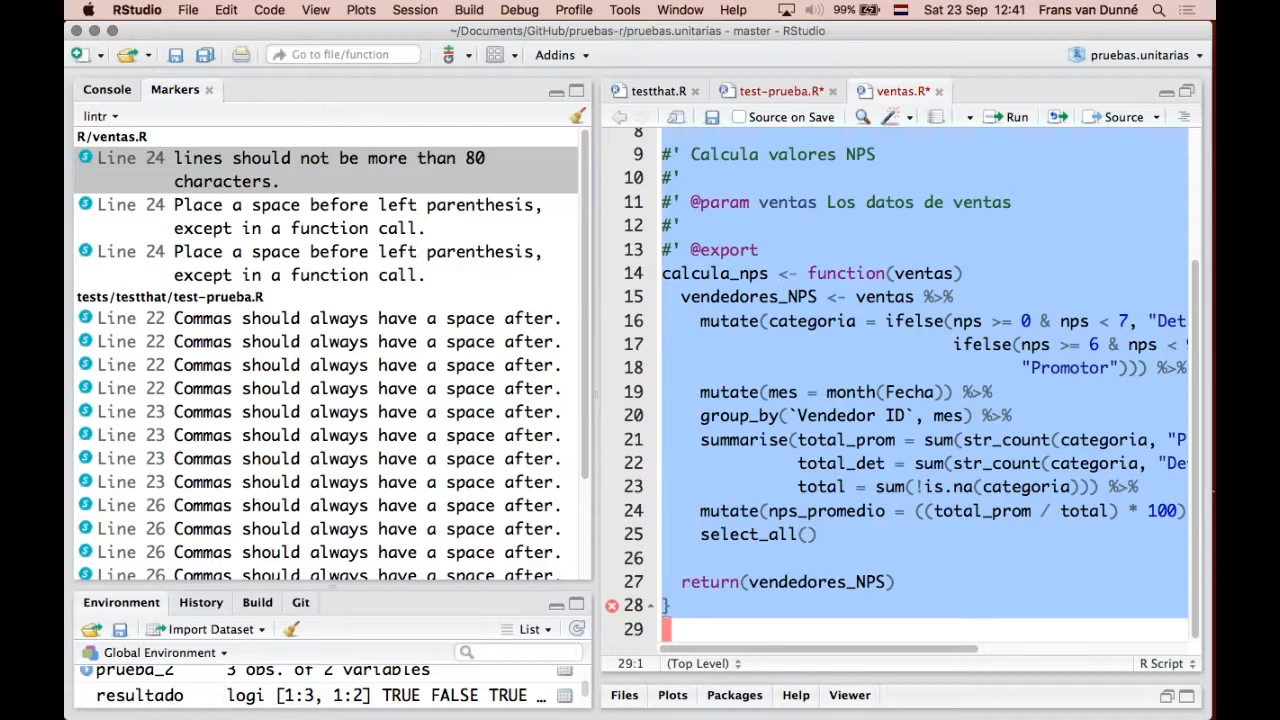 RStudio File Edit Code View Plots Session Build Debug Profile Tools Window Help 99% Sat 23 Sep 12:41 Frans van Dunné
~/Documents/GitHub/pruebas-r/pruebas.unitarias - master - RStudio
Go to file/function Addins pruebas.unitarias
Console Markers
lintr
R/ventas.R
Line 24 lines should not be more than 80
characters.
Line 24 Place a space before left parenthesis,
except in a function call.
Line 24 Place a space before left parenthesis,
except in a function call.
tests/testthat/test-prueba.R
Line 22 Commas should always have a space after.
Line 22 Commas should always have a space after.
Line 22 Commas should always have a space after.
Line 22 Commas should always have a space after.
Line 23 Commas should always have a space after.
Line 23 Commas should always have a space after.
Line 23 Commas should always have a space after.
Line 23 Commas should always have a space after.
Line 26 Commas should always have a space after.
Line 26 Commas should always have a space after.
Line 26 Commas should always have a space after.
Line 26 Commas should always have a space after.
Environment History Build Git
Import Dataset List
Global Environment
prueba_2 3 obs. of 2 variables
resultado logi [1:3, 1:2] TRUE FALSE TRUE ...
testthat.R test-prueba.R* ventas.R*
Source on Save Run Source
8
9 #' Calcula valores NPS
10 #'
11 #' @param ventas Los datos de ventas
12 #'
13 #' @export
14 calcula_nps <- function(ventas)
15 vendedores_NPS <- ventas %>%
16 mutate(categoria = ifelse(nps >= 0 & nps < 7, "Det
17 ifelse(nps >= 6 & nps <
18 "Promotor"))) %>%
19 mutate(mes = month(Fecha)) %>%
20 group_by(`Vendedor ID`, mes) %>%
21 summarise(total_prom = sum(str_count(categoria, "P
22 total_det = sum(str_count(categoria, "De
23 total = sum(!is.na(categoria))) %>%
24 mutate(nps_promedio = ((total_prom / total) * 100)
25 select_all()
26
27 return(vendedores_NPS)
28 }
29
29:1 (Top Level) R Script
Files Plots Packages Help Viewer